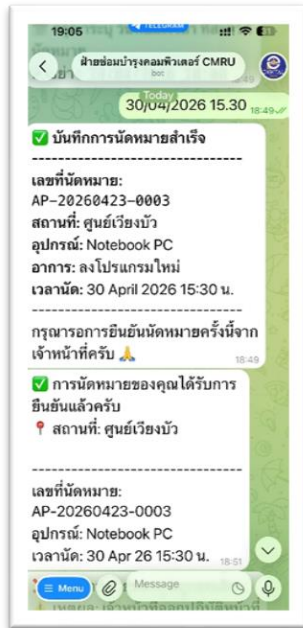 19:05
TELEGRAM
ฝ่ายซ่อมบำรุงคอมพิวเตอร์ CMRU
bot
Today
30/04/2026 15.30
18:49
✅ บันทึกการนัดหมายสำเร็จ
------------------------------
เลขที่นัดหมาย:
AP-20260423-0003
สถานที่: ศูนย์เวียงบัว
อุปกรณ์: Notebook PC
อาการ: ลงโปรแกรมใหม่
เวลานัด: 30 April 2026 15:30 น.
------------------------------
กรุณารอการยืนยันนัดหมายครั้งนี้จาก
เจ้าหน้าที่ครับ 🙏
18:49
✅ การนัดหมายของคุณได้รับการ
ยืนยันแล้วครับ
📍 สถานที่: ศูนย์เวียงบัว
------------------------------
เลขที่นัดหมาย:
AP-20260423-0003
อุปกรณ์: Notebook PC
เวลานัด: 30 Apr 26 15:30 น.
18:51
Menu
Message